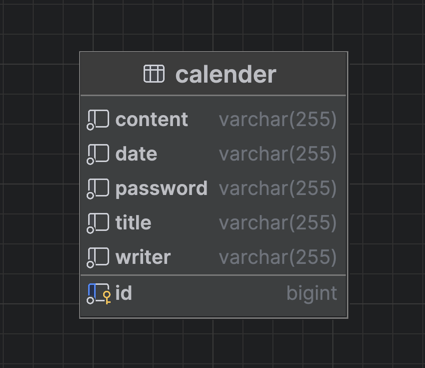 calender
content varchar(255)
date varchar(255)
password varchar(255)
title varchar(255)
writer varchar(255)
id bigint